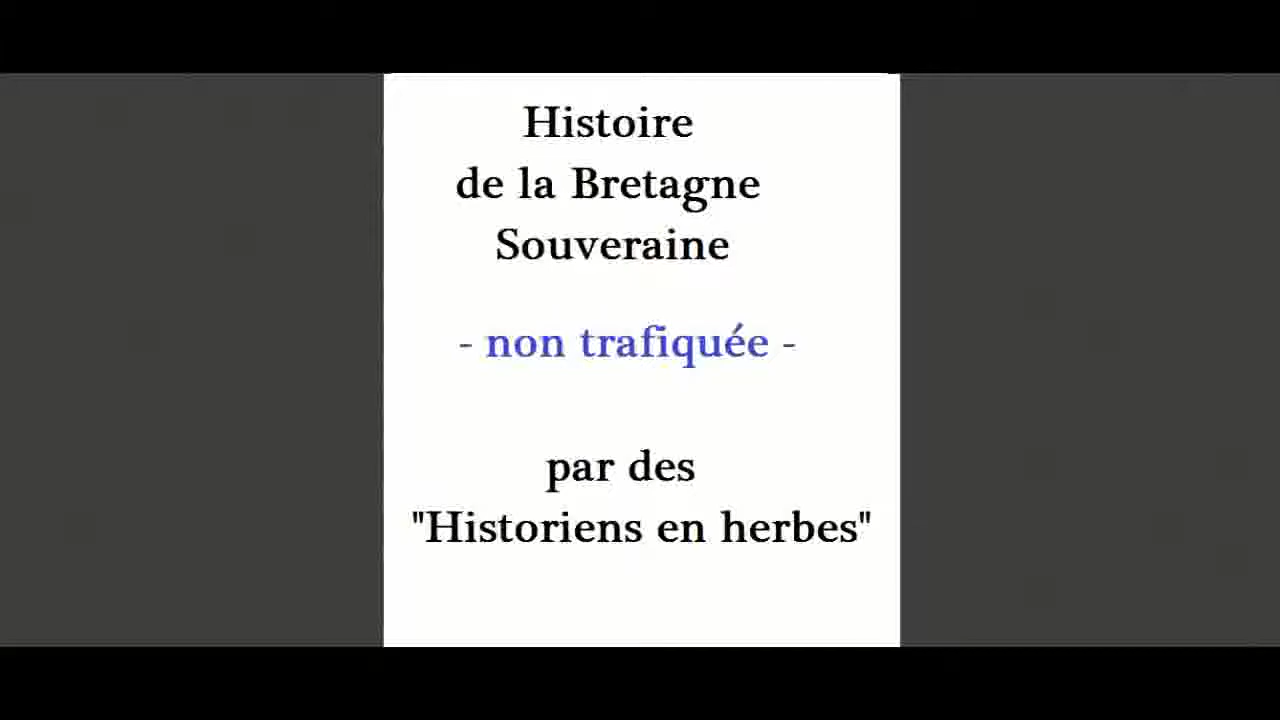 Histoire
de la Bretagne
Souveraine
- non trafiquée -
par des
"Historiens en herbes"